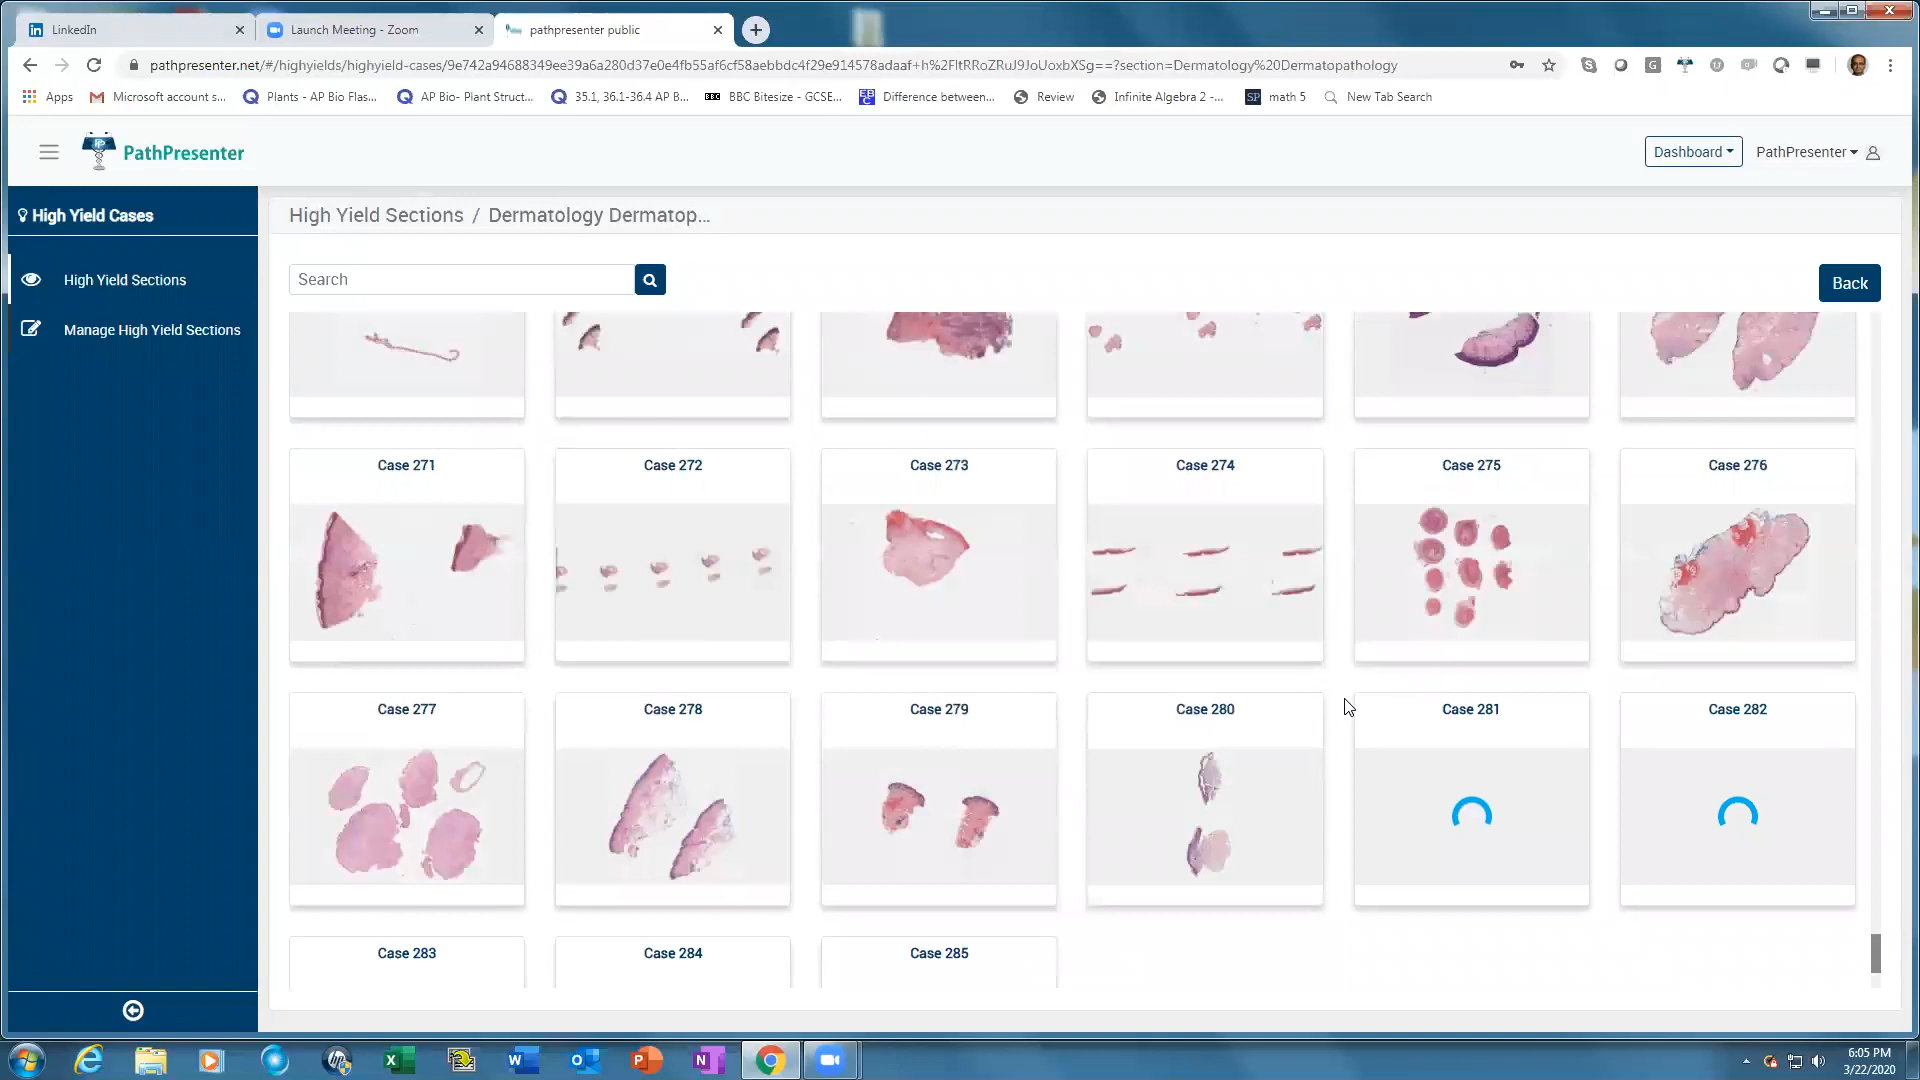 LinkedIn
Launch Meeting - Zoom
pathpresenter public
pathpresenter.net/#/highyields/highyield-cases/9e742a94688349ee39a6a280d37e0e4fb55af6cf58aebbdc4f29e914578adaaf+h%2FltRRoZRuJ9JoUoxbXSg==?section=Dermatology%20Dermatopathology
Apps
Microsoft account s...
Plants - AP Bio Flas...
AP Bio- Plant Struct...
35.1, 36.1-36.4 AP B...
BBC Bitesize - GCSE...
Difference between...
Review
Infinite Algebra 2 -...
math 5
New Tab Search
PathPresenter
Dashboard
PathPresenter
High Yield Cases
High Yield Sections
Manage High Yield Sections
High Yield Sections / Dermatology Dermatop...
Search
Back
Case 271
Case 272
Case 273
Case 274
Case 275
Case 276
Case 277
Case 278
Case 279
Case 280
Case 281
Case 282
Case 283
Case 284
Case 285
6:05 PM
3/22/2020